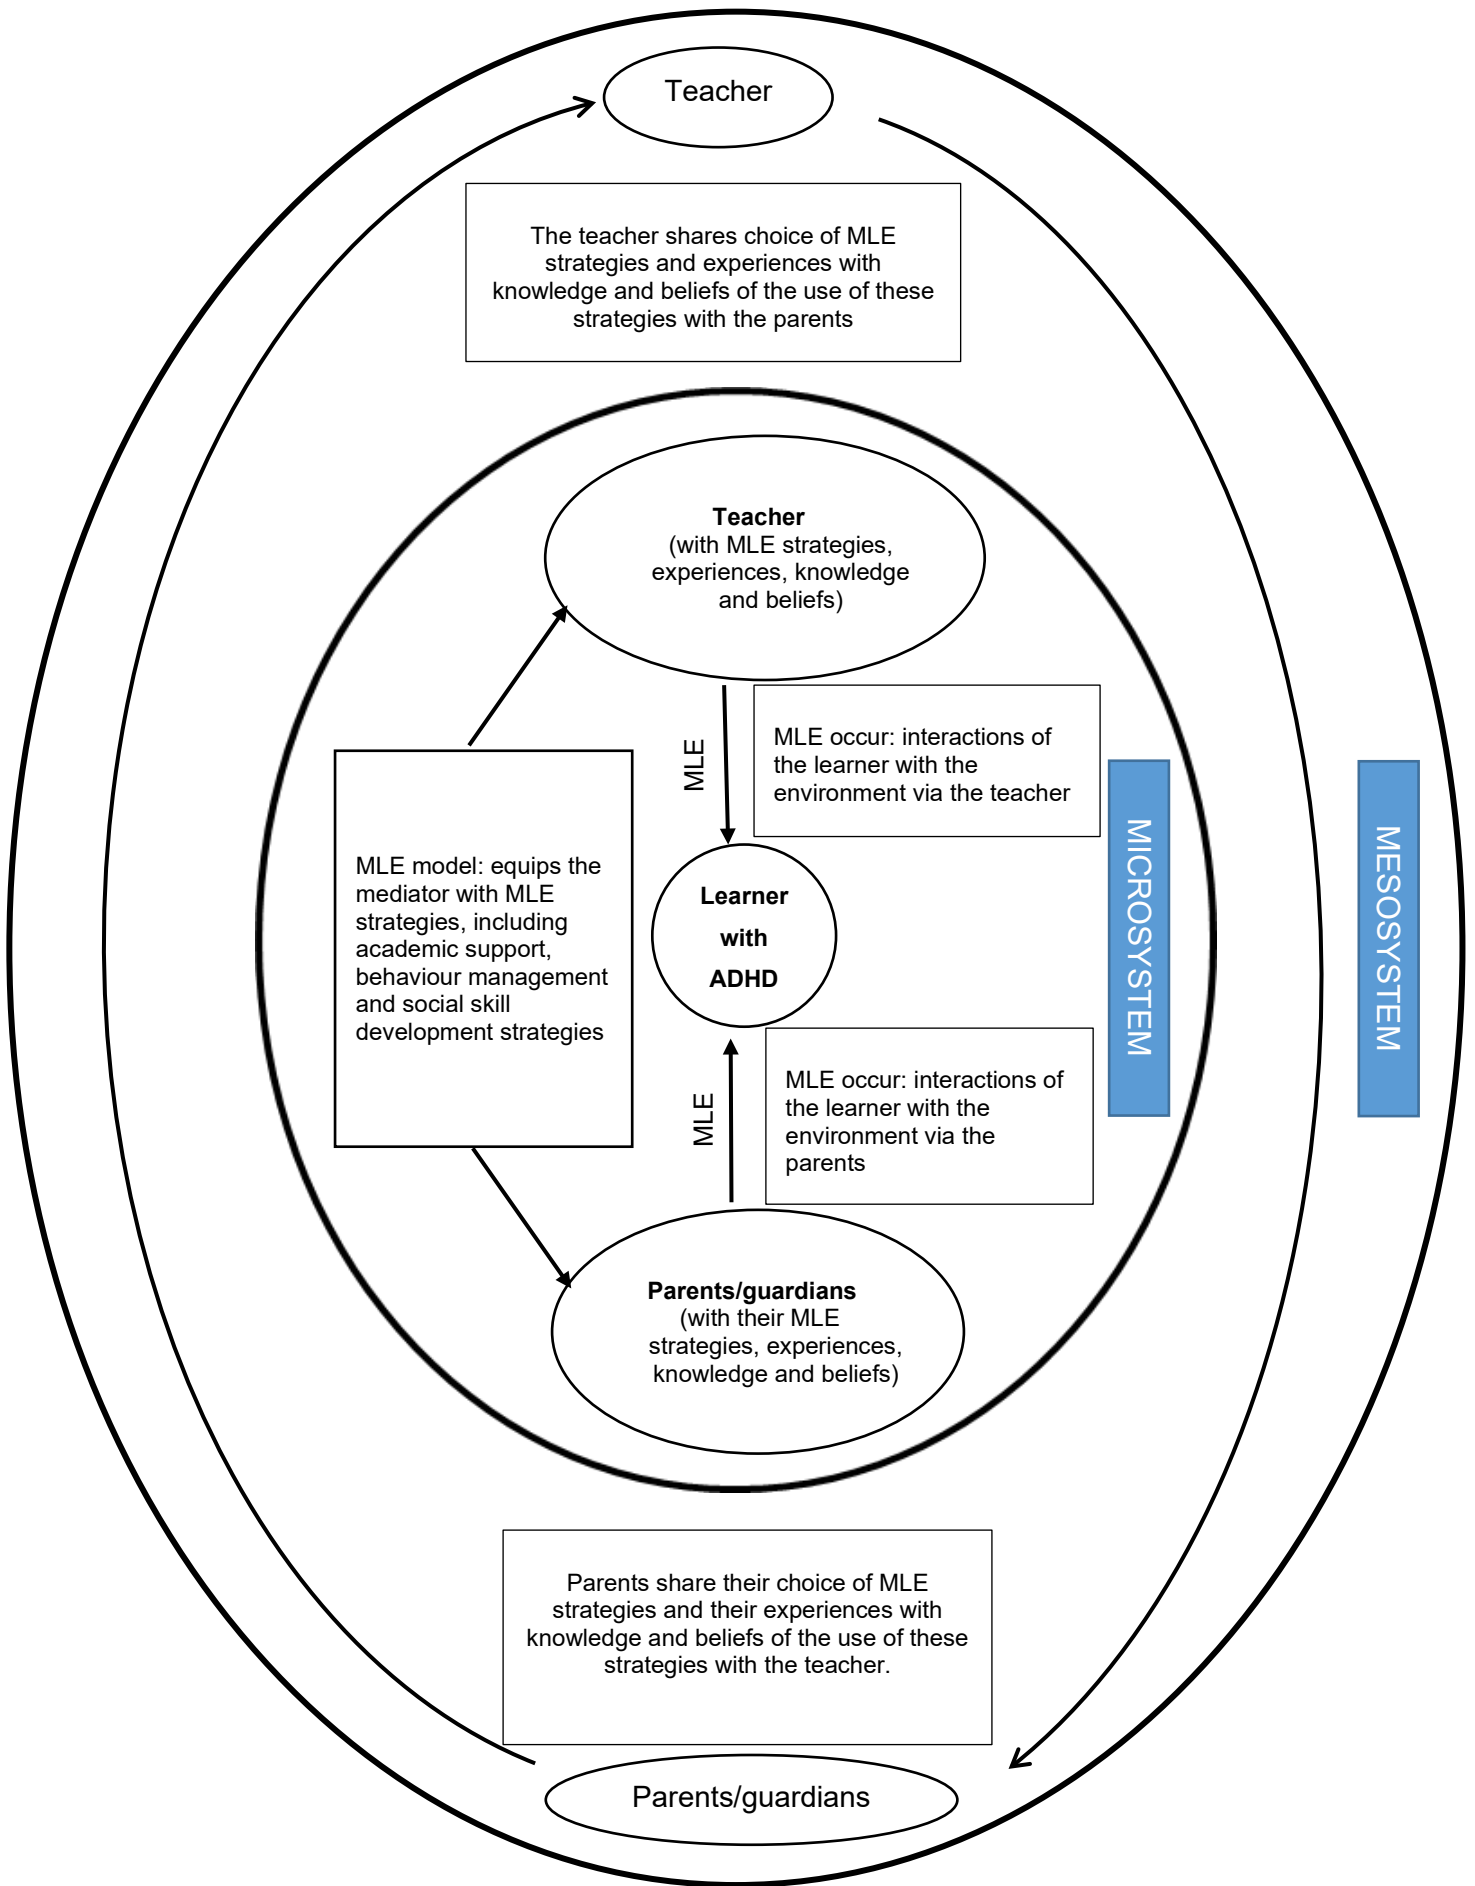 Teacher
The teacher shares choice of MLE
strategies and experiences with
knowledge and beliefs of the use of these
strategies with the parents
Teacher
(with MLE strategies,
experiences, knowledge
and beliefs)
MLE
MLE occur: interactions of
the learner with the
environment via the teacher
MICROSYSTEM
MESOSYSTEM
MLE model: equips the
mediator with MLE
strategies, including
academic support,
behaviour management
and social skill
development strategies
Learner
with
ADHD
MLE
MLE occur: interactions of
the learner with the
environment via the
parents
Parents/guardians
(with their MLE
strategies, experiences,
knowledge and beliefs)
Parents share their choice of MLE
strategies and their experiences with
knowledge and beliefs of the use of these
strategies with the teacher.
Parents/guardians